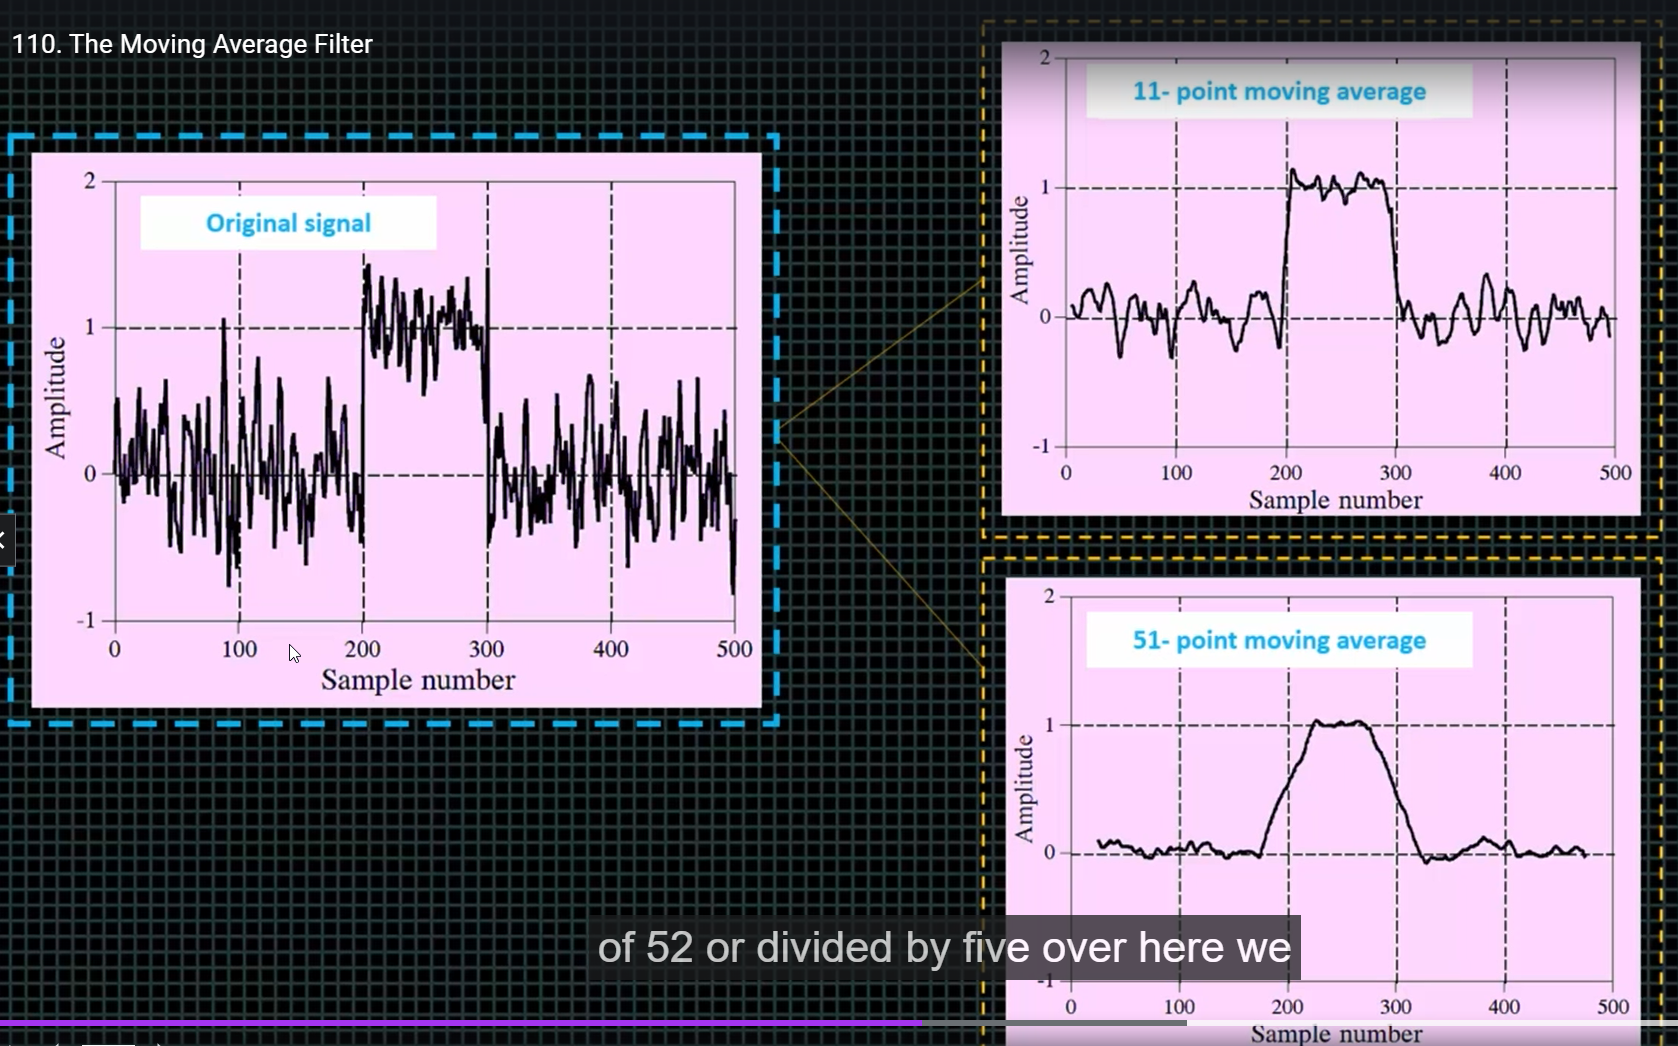 110. The Moving Average Filter
Original signal
2
1
0
-1
Amplitude
0 100 200 300 400 500
Sample number
11- point moving average
2
1
0
-1
Amplitude
0 100 200 300 400 500
Sample number
51- point moving average
2
1
0
-1
Amplitude
0 100 200 300 400 500
Sample number
of 52 or divided by five over here we